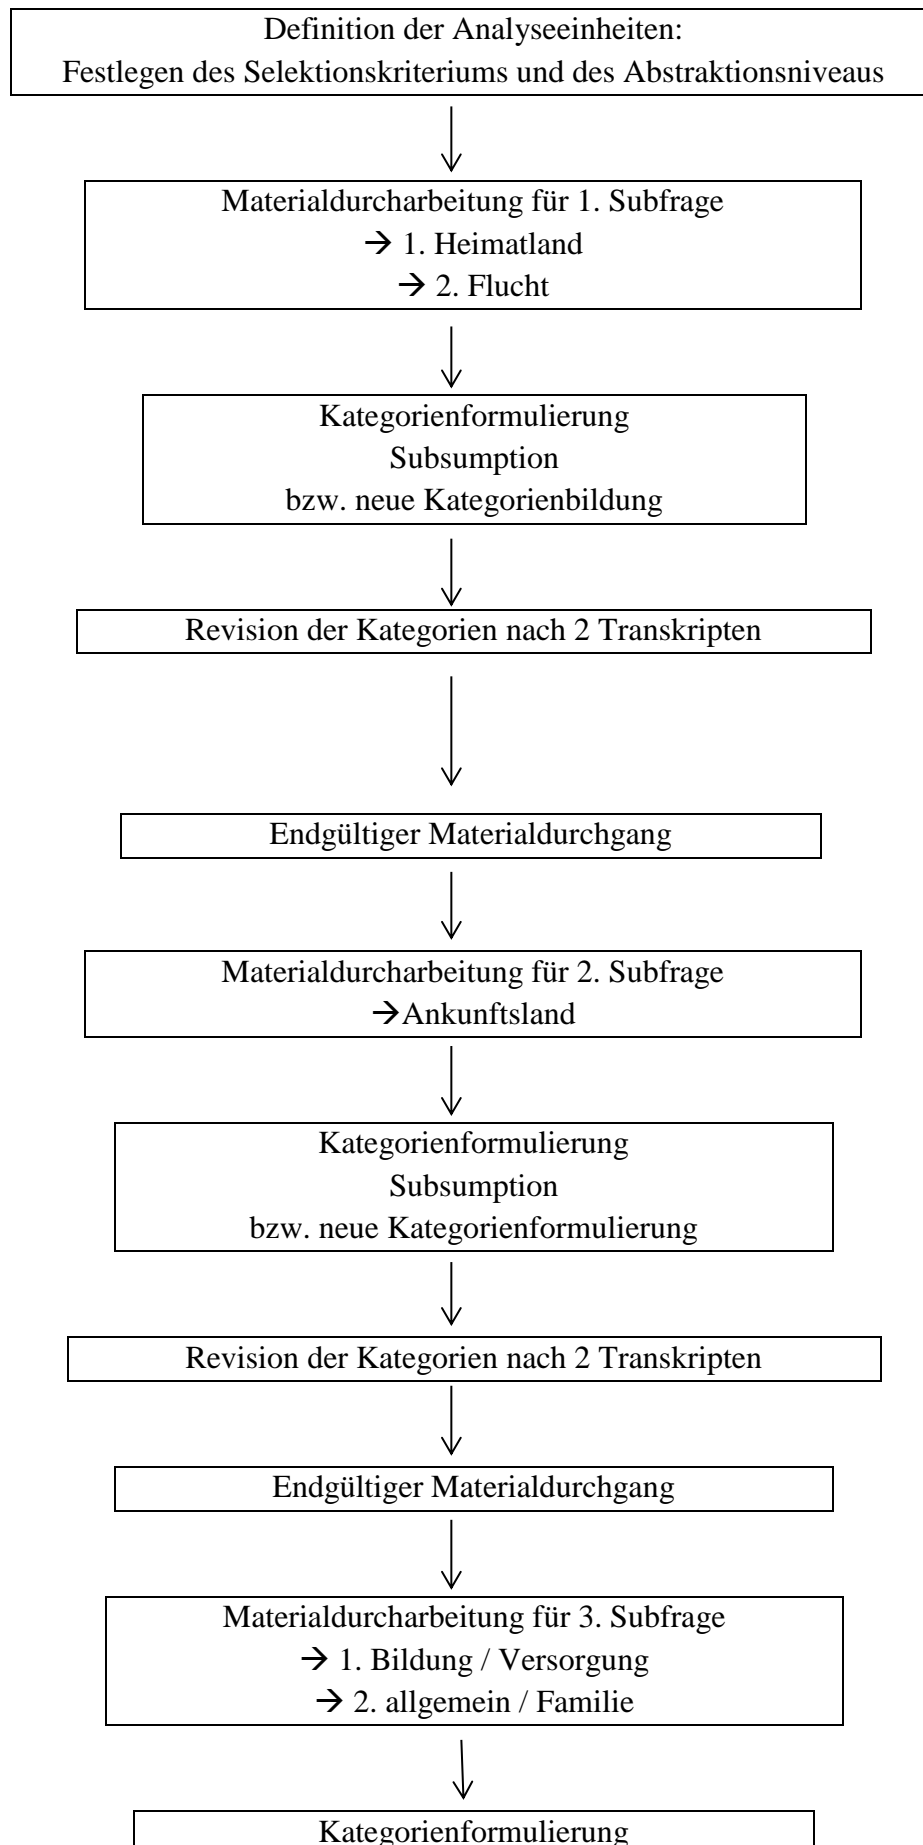 Definition der Analyseeinheiten:
Festlegen des Selektionskriteriums und des Abstraktionsniveaus
Materialdurcharbeitung für 1. Subfrage
→ 1. Heimatland
→ 2. Flucht
Kategorienformulierung
Subsumption
bzw. neue Kategorienbildung
Revision der Kategorien nach 2 Transkripten
Endgültiger Materialdurchgang
Materialdurcharbeitung für 2. Subfrage
→Ankunftsland
Kategorienformulierung
Subsumption
bzw. neue Kategorienformulierung
Revision der Kategorien nach 2 Transkripten
Endgültiger Materialdurchgang
Materialdurcharbeitung für 3. Subfrage
→ 1. Bildung / Versorgung
→ 2. allgemein / Familie
Kategorienformulierung